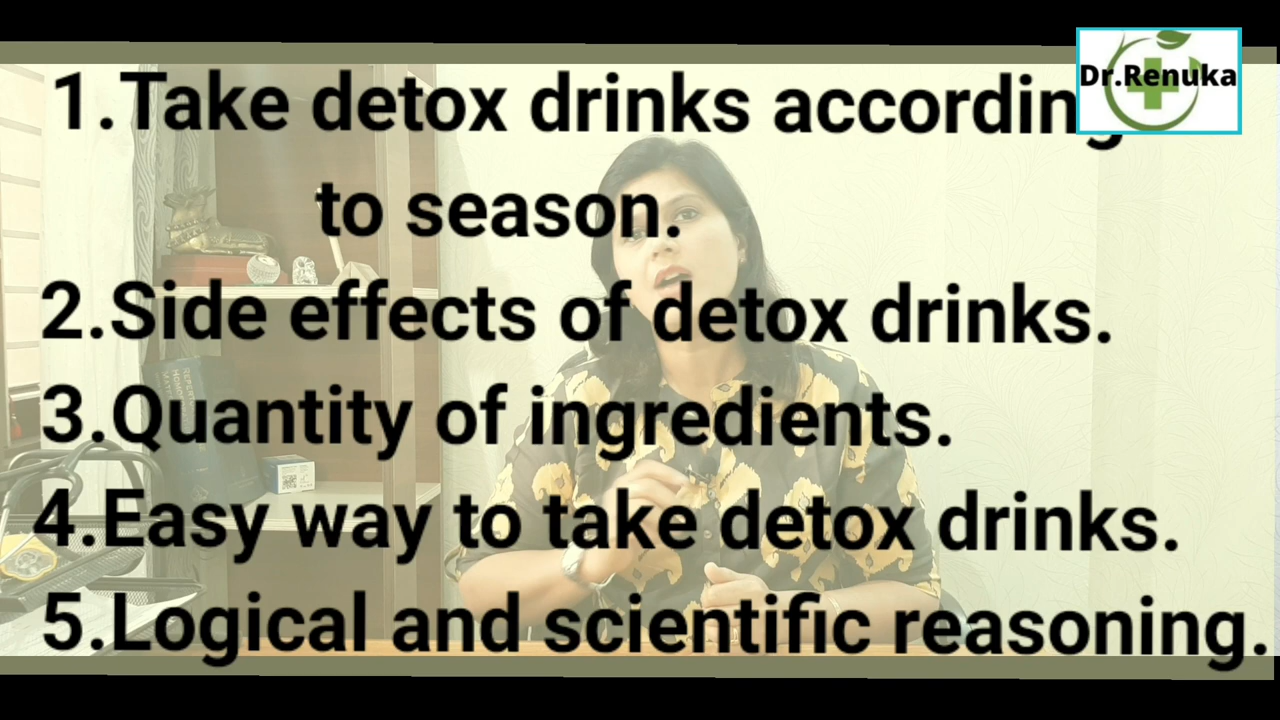 1.Take detox drinks according
to season.
2.Side effects of detox drinks.
3.Quantity of ingredients.
4.Easy way to take detox drinks.
5.Logical and scientific reasoning.
Dr.Renuka